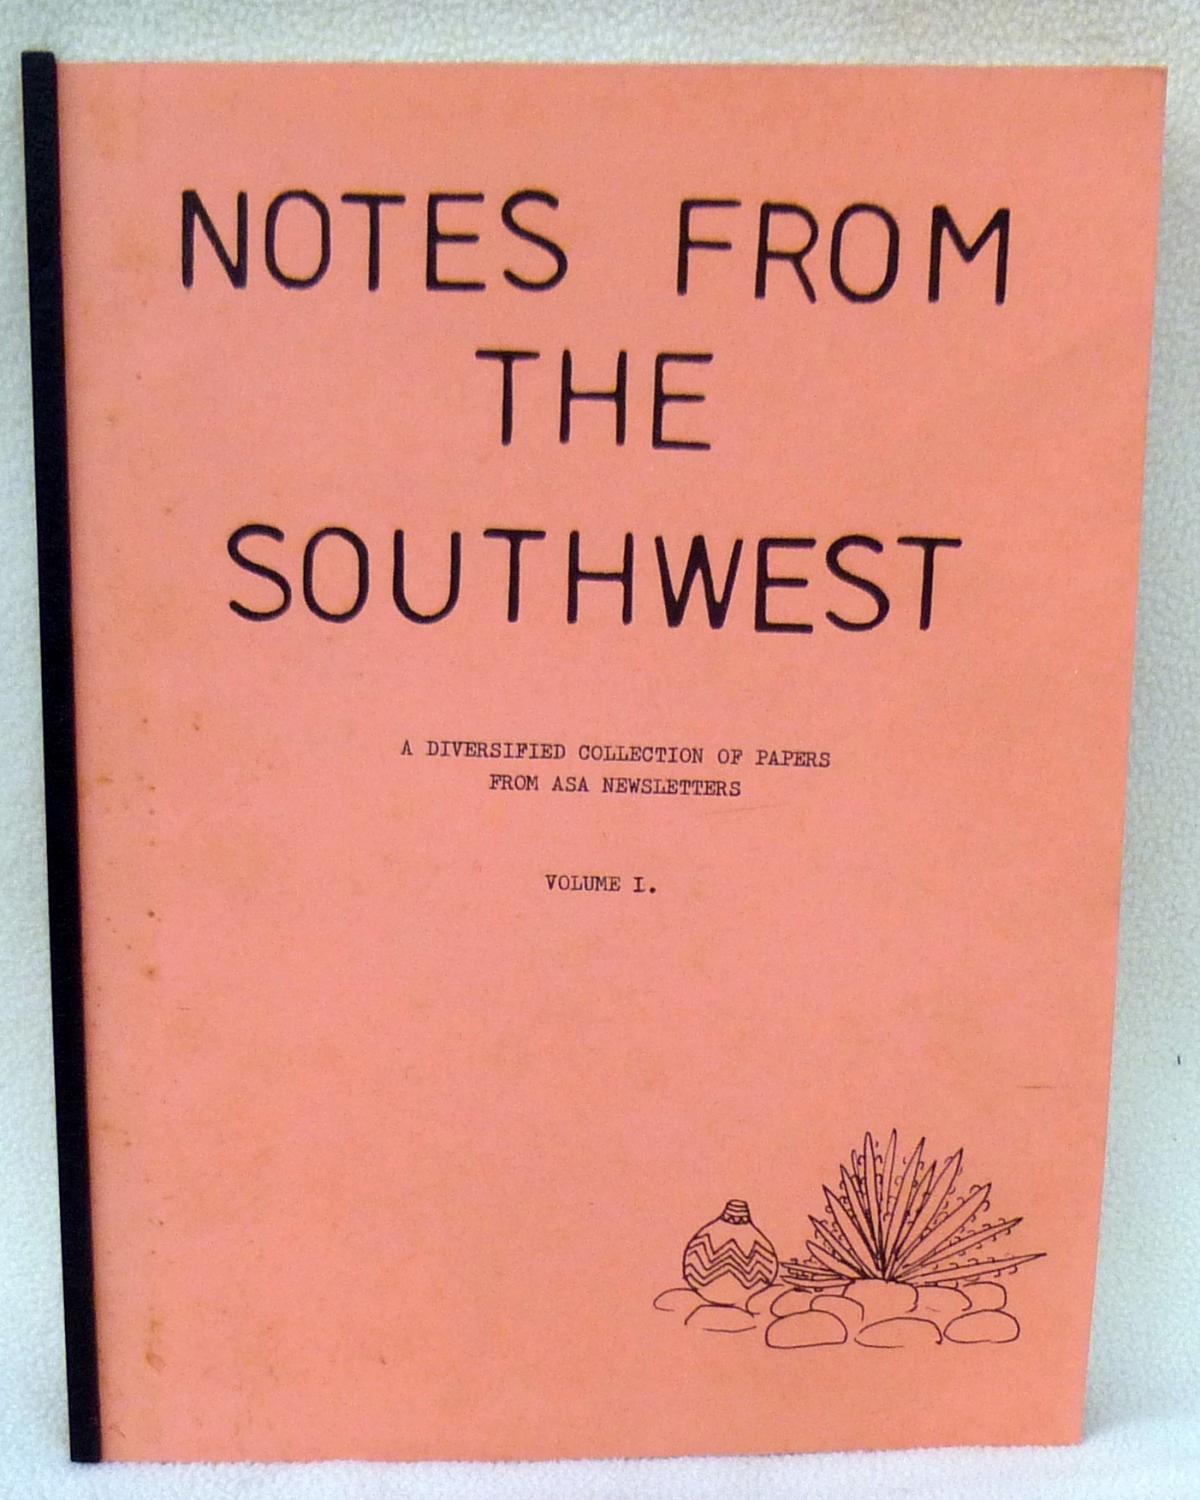 NOTES FROM
THE
SOUTHWEST
A DIVERSIFIED COLLECTION OF PAPERS
FROM ASA NEWSLETTERS
VOLUME I.